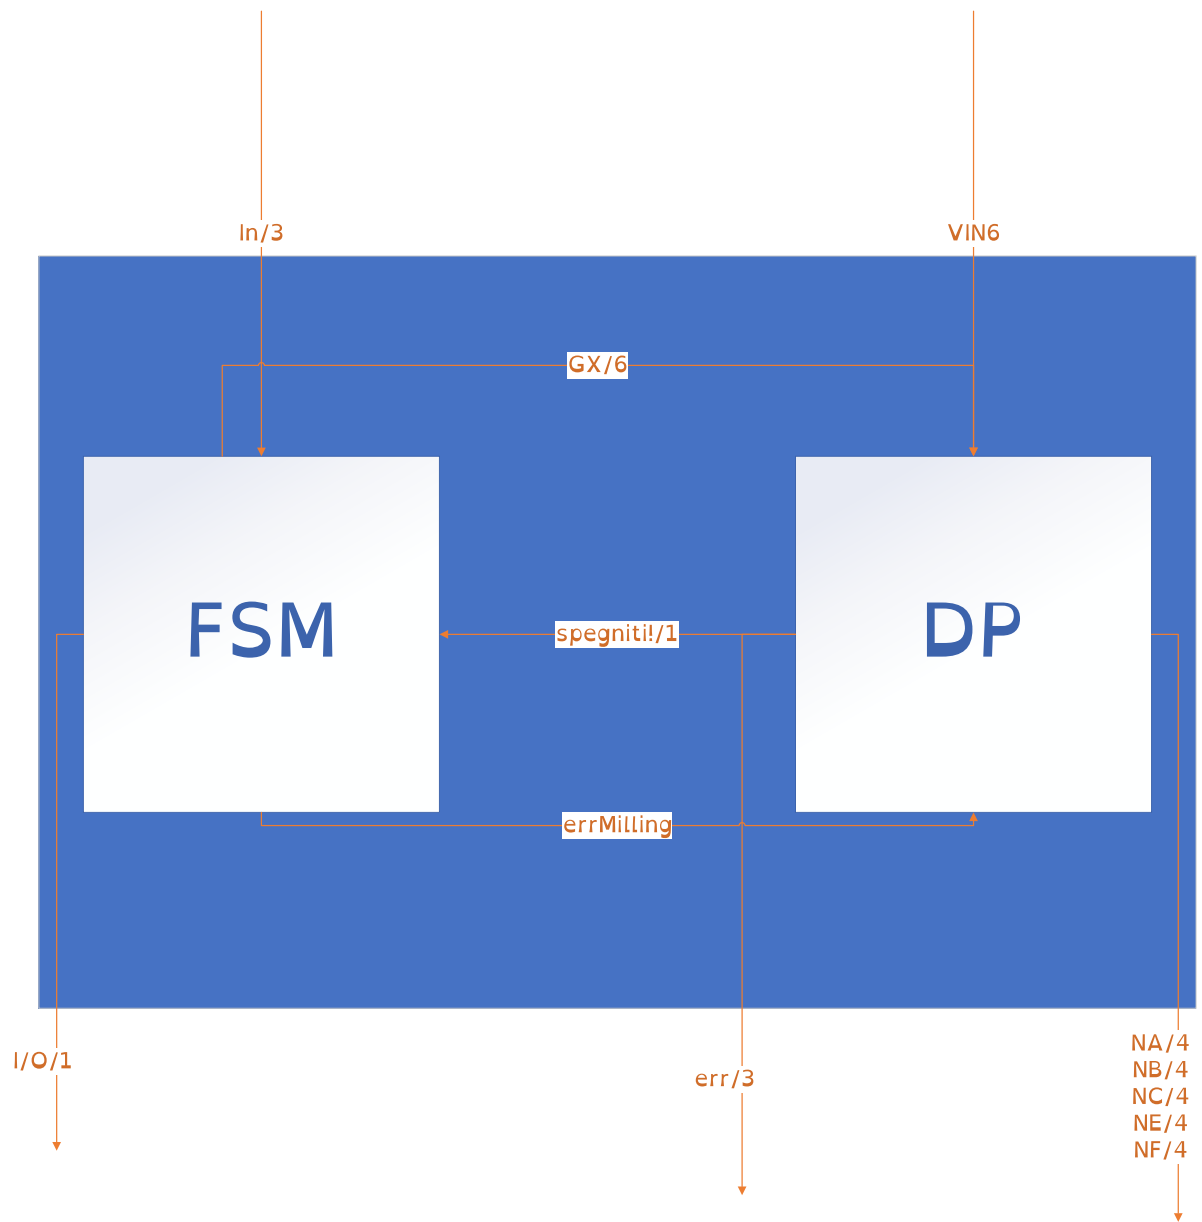 In/3
VIN6
GX/6
FSM
spegniti!/1
DP
errMilling
I/O/1
err/3
NA/4
NB/4
NC/4
NE/4
NF/4